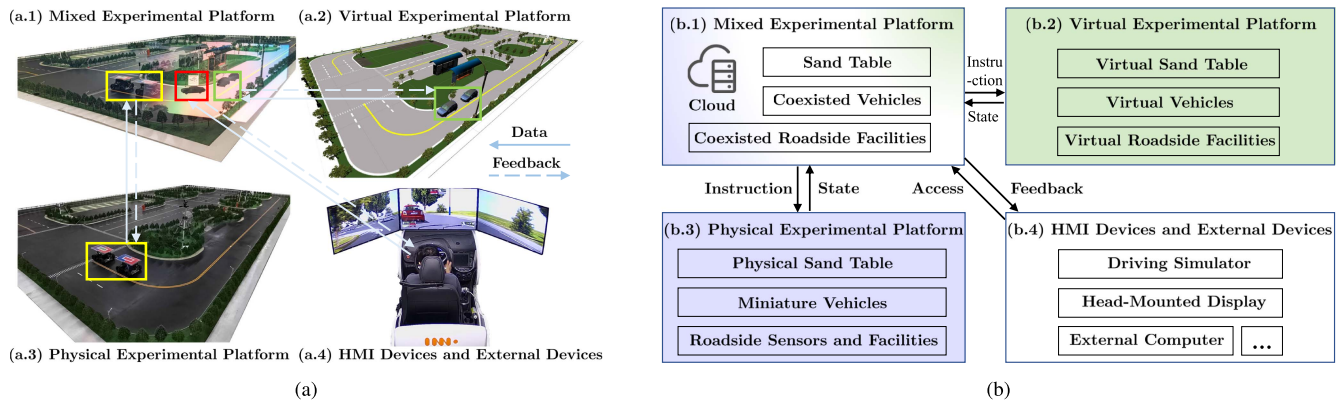 (a.1) Mixed Experimental Platform
(a.2) Virtual Experimental Platform
Data
Feedback
(a.3) Physical Experimental Platform
(a.4) HMI Devices and External Devices
(a)
(b.1) Mixed Experimental Platform
Cloud
Sand Table
Coexisted Vehicles
Coexisted Roadside Facilities
Instru
-ction
State
(b.2) Virtual Experimental Platform
Virtual Sand Table
Virtual Vehicles
Virtual Roadside Facilities
Instruction
State
Access
Feedback
(b.3) Physical Experimental Platform
Physical Sand Table
Miniature Vehicles
Roadside Sensors and Facilities
(b.4) HMI Devices and External Devices
Driving Simulator
Head-Mounted Display
External Computer
...
(b)